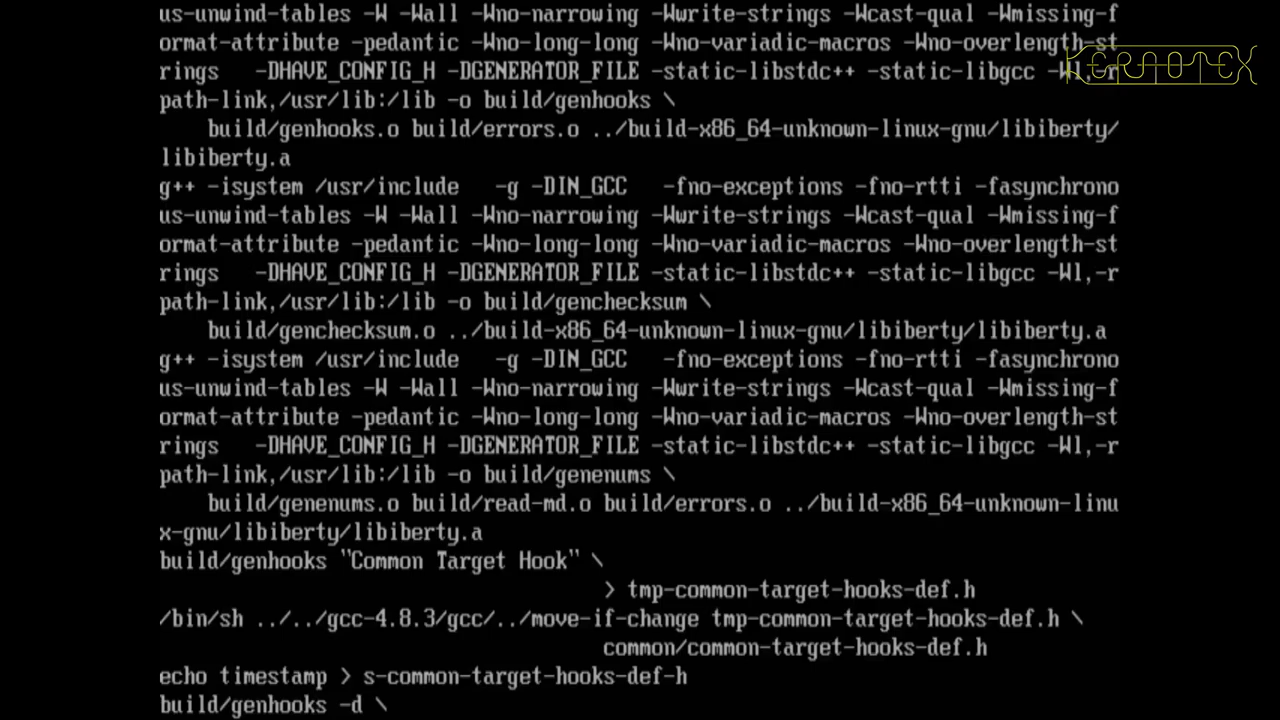 us-unwind-tables -W -Wall -Wno-narrowing -Wwrite-strings -Wcast-qual -Wmissing-f
ormat-attribute -pedantic -Wno-long-long -Wno-variadic-macros -Wno-overlength-st
rings   -DHAVE_CONFIG_H -DGENERATOR_FILE -static-libstdc++ -static-libgcc -Wl,-r
KERNOTEX
path-link,/usr/lib:/lib -o build/genhooks \
    build/genhooks.o build/errors.o ../build-x86_64-unknown-linux-gnu/libiberty/
libiberty.a
g++ -isystem /usr/include   -g -DIN_GCC   -fno-exceptions -fno-rtti -fasynchrono
us-unwind-tables -W -Wall -Wno-narrowing -Wwrite-strings -Wcast-qual -Wmissing-f
ormat-attribute -pedantic -Wno-long-long -Wno-variadic-macros -Wno-overlength-st
rings   -DHAVE_CONFIG_H -DGENERATOR_FILE -static-libstdc++ -static-libgcc -Wl,-r
path-link,/usr/lib:/lib -o build/genchecksum \
    build/genchecksum.o ../build-x86_64-unknown-linux-gnu/libiberty/libiberty.a
g++ -isystem /usr/include   -g -DIN_GCC   -fno-exceptions -fno-rtti -fasynchrono
us-unwind-tables -W -Wall -Wno-narrowing -Wwrite-strings -Wcast-qual -Wmissing-f
ormat-attribute -pedantic -Wno-long-long -Wno-variadic-macros -Wno-overlength-st
rings   -DHAVE_CONFIG_H -DGENERATOR_FILE -static-libstdc++ -static-libgcc -Wl,-r
path-link,/usr/lib:/lib -o build/genenums \
    build/genenums.o build/read-md.o build/errors.o ../build-x86_64-unknown-linu
x-gnu/libiberty/libiberty.a
build/genhooks "Common Target Hook" \
                                     > tmp-common-target-hooks-def.h
/bin/sh ../../gcc-4.8.3/gcc/../move-if-change tmp-common-target-hooks-def.h \
                                     common/common-target-hooks-def.h
echo timestamp > s-common-target-hooks-def-h
build/genhooks -d \